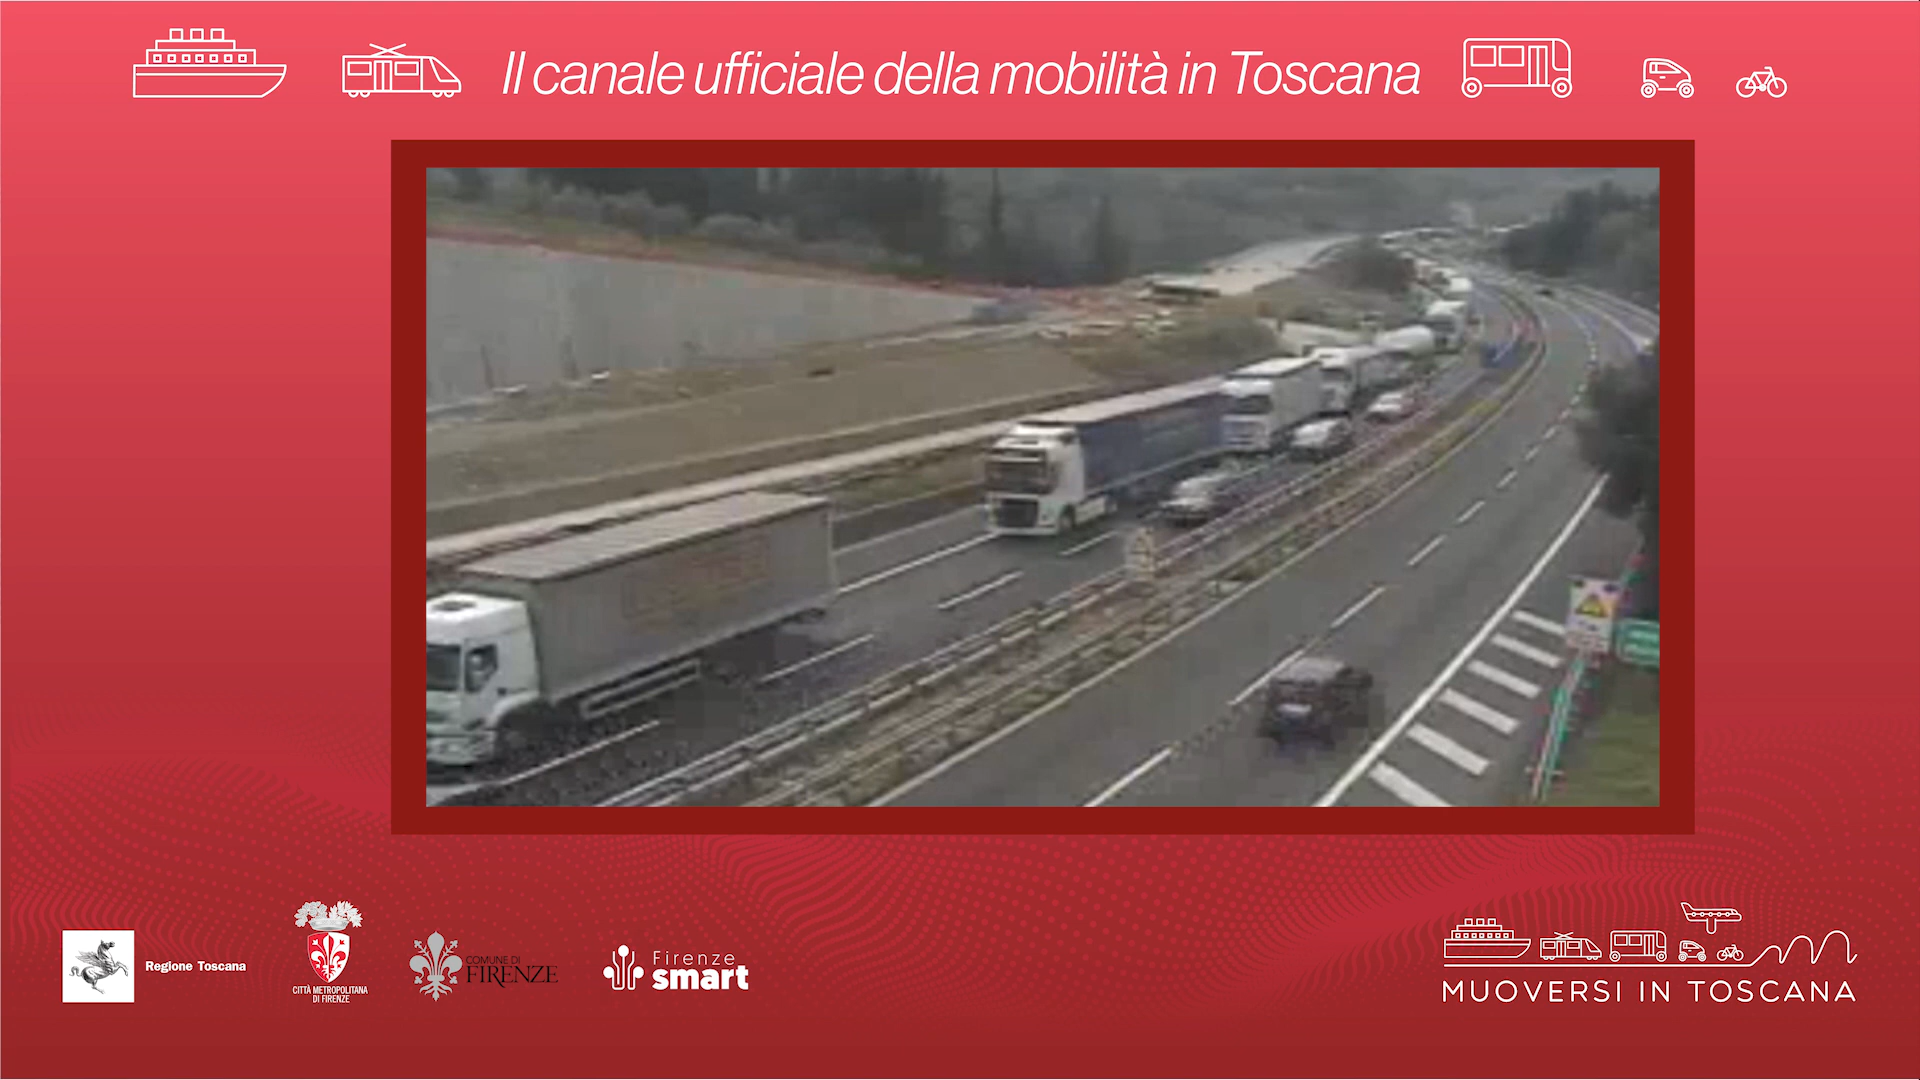 Il canale ufficiale della mobilità in Toscana
Regione Toscana
CITTÀ METROPOLITANA
DI FIRENZE
COMUNE DI
FIRENZE
Firenze
smart
MUOVERSI IN TOSCANA